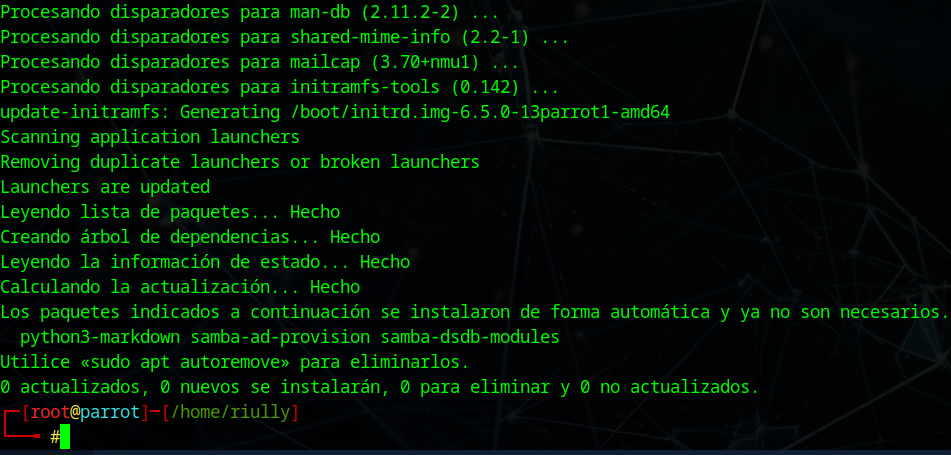 Procesando disparadores para man-db (2.11.2-2) ...
Procesando disparadores para shared-mime-info (2.2-1) ...
Procesando disparadores para mailcap (3.70+nmu1) ...
Procesando disparadores para initramfs-tools (0.142) ...
update-initramfs: Generating /boot/initrd.img-6.5.0-13parrot1-amd64
Scanning application launchers
Removing duplicate launchers or broken launchers
Launchers are updated
Leyendo lista de paquetes... Hecho
Creando árbol de dependencias... Hecho
Leyendo la información de estado... Hecho
Calculando la actualización... Hecho
Los paquetes indicados a continuación se instalaron de forma automática y ya no son necesarios.
  python3-markdown samba-ad-provision samba-dsdb-modules
Utilice «sudo apt autoremove» para eliminarlos.
0 actualizados, 0 nuevos se instalarán, 0 para eliminar y 0 no actualizados.
┌─[root@parrot]─[/home/riully]
└──╼ #